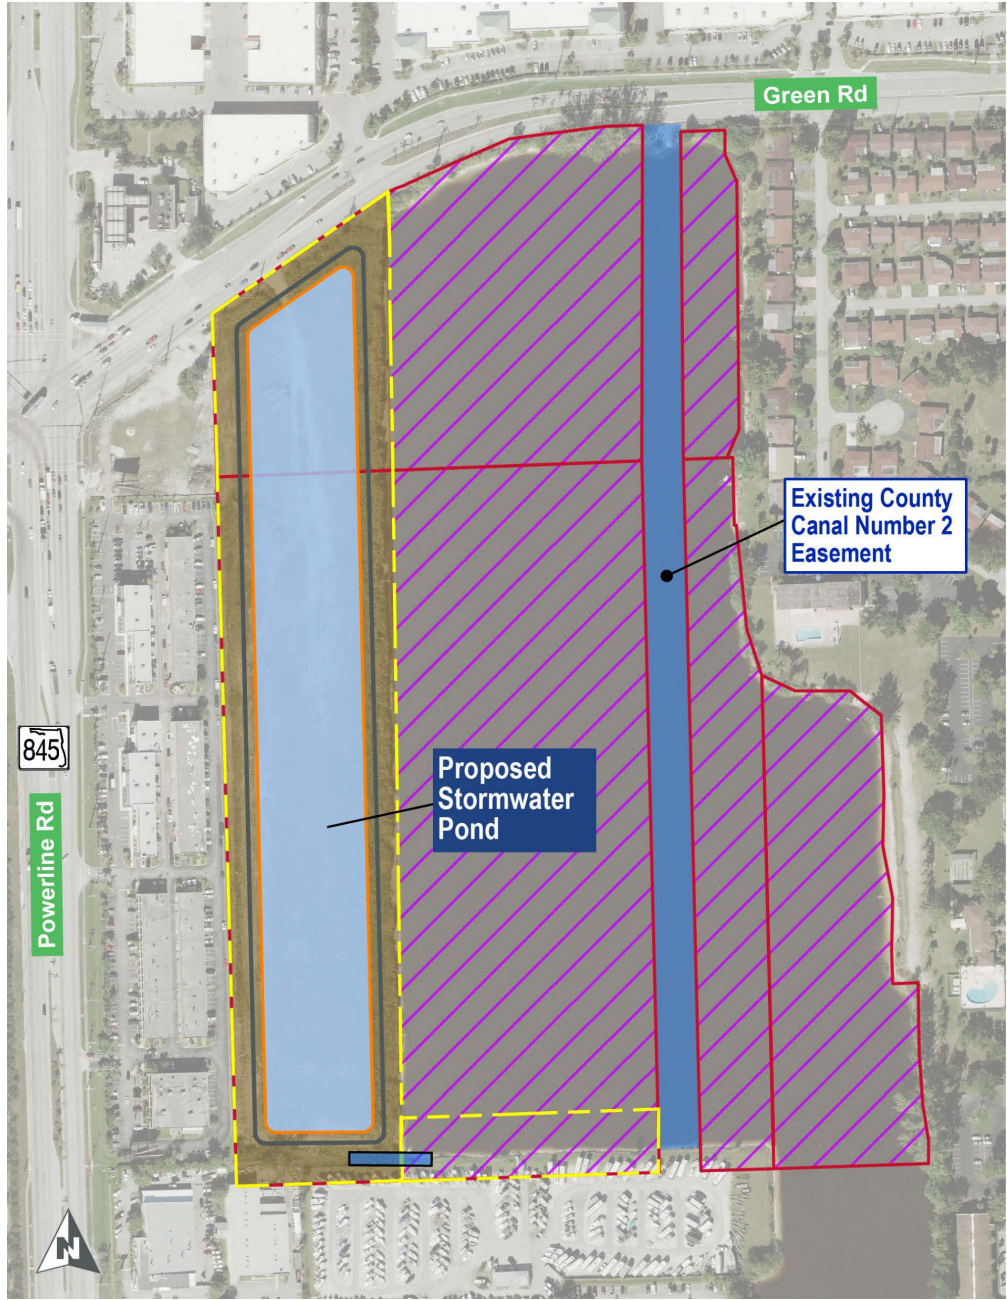 Green Rd
Existing County
Canal Number 2
Easement
845
Proposed
Stormwater
Pond
Powerline Rd
N